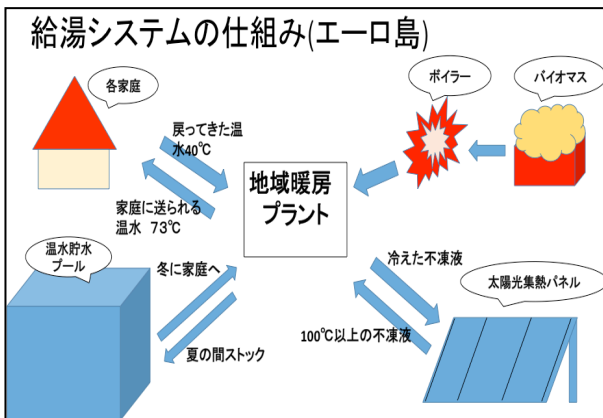 給湯システムの仕組み(エーロ島)
各家庭
ボイラー
バイオマス
戻ってきた温
水40℃
地域暖房
プラント
家庭に送られる
温水 73℃
温水貯水
プール
冬に家庭へ
夏の間ストック
冷えた不凍液
太陽光集熱パネル
100℃以上の不凍液